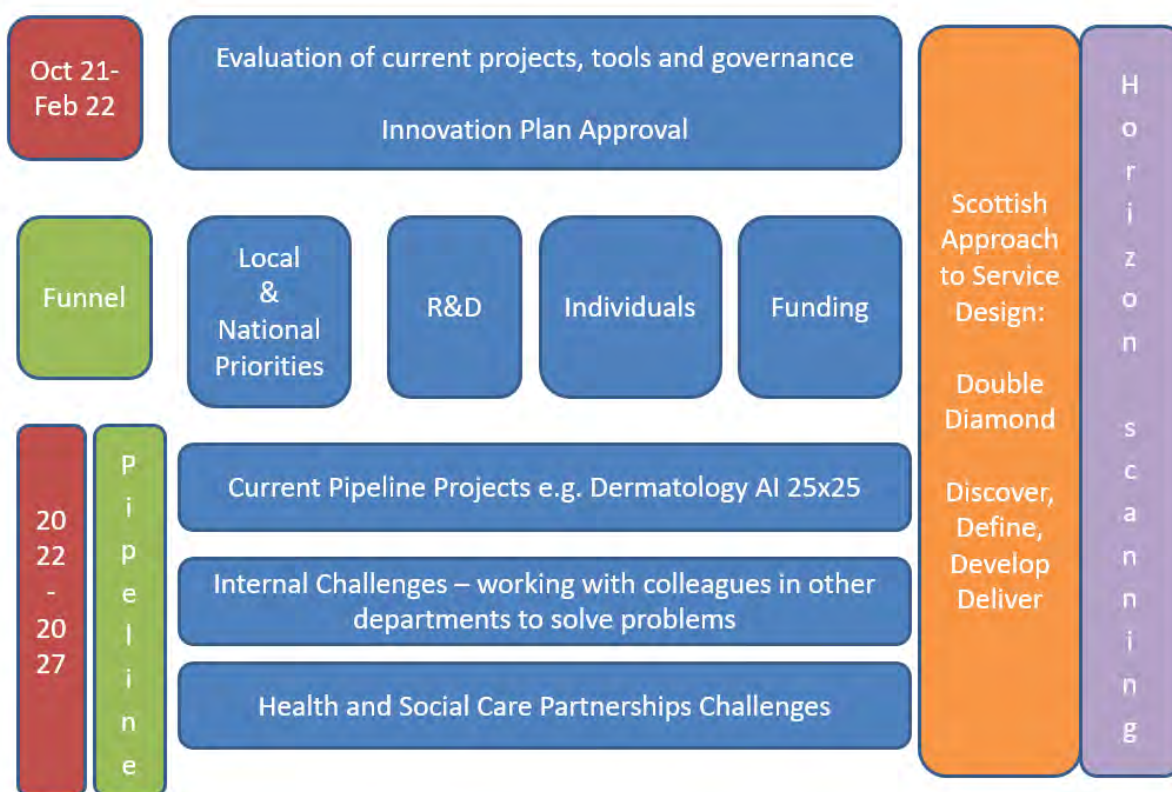 Oct 21-
Feb 22
Evaluation of current projects, tools and governance
Innovation Plan Approval
Funnel
Local
&
National
Priorities
R&D
Individuals
Funding
20
22
-
20
27
Pipeline
Current Pipeline Projects e.g. Dermatology AI 25x25
Internal Challenges – working with colleagues in other
departments to solve problems
Health and Social Care Partnerships Challenges
Scottish
Approach
to Service
Design:
Double
Diamond
Discover,
Define,
Develop
Deliver
Horizon scanning